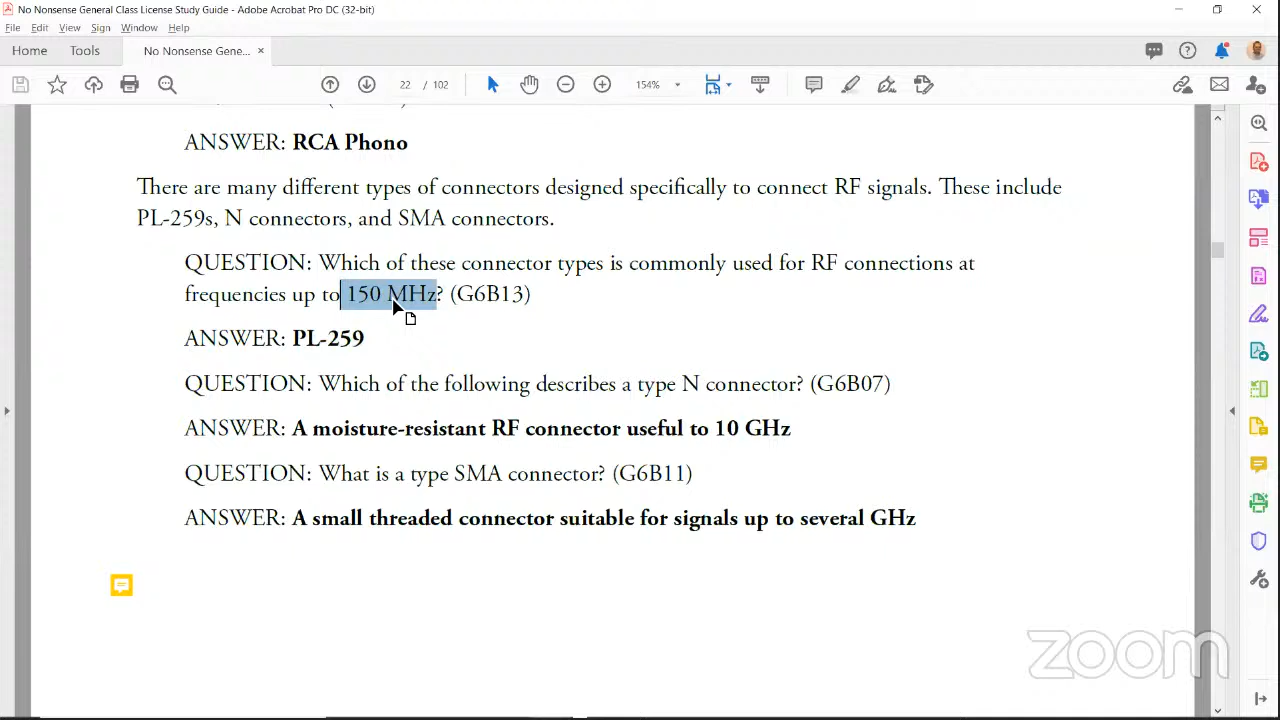 No Nonsense General Class License Study Guide - Adobe Acrobat Pro DC (32-bit)
File Edit View Sign Window Help
Home Tools No Nonsense Gene... ×
22 / 102 154%
ANSWER: RCA Phono
There are many different types of connectors designed specifically to connect RF signals. These include
PL-259s, N connectors, and SMA connectors.
QUESTION: Which of these connector types is commonly used for RF connections at
frequencies up to 150 MHz? (G6B13)
ANSWER: PL-259
QUESTION: Which of the following describes a type N connector? (G6B07)
ANSWER: A moisture-resistant RF connector useful to 10 GHz
QUESTION: What is a type SMA connector? (G6B11)
ANSWER: A small threaded connector suitable for signals up to several GHz
zoom